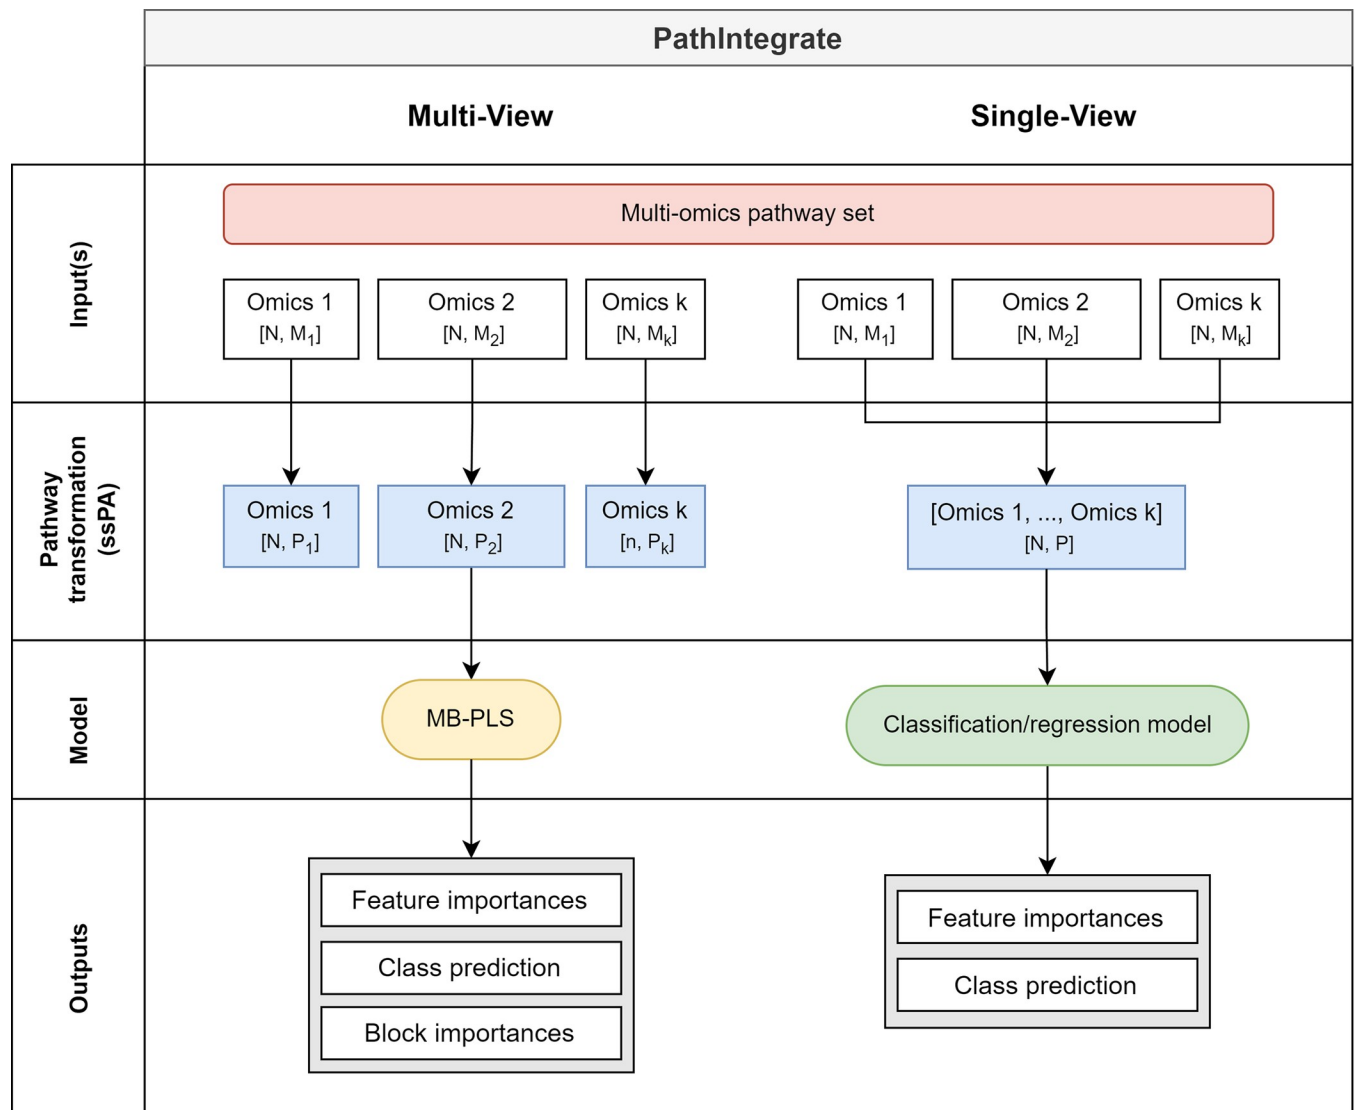 PathIntegrate
Multi-View
Single-View
Input(s)
Multi-omics pathway set
Omics 1
[N, M1]
Omics 2
[N, M2]
Omics k
[N, Mk]
Omics 1
[N, M1]
Omics 2
[N, M2]
Omics k
[N, Mk]
Pathway
transformation
(ssPA)
Omics 1
[N, P1]
Omics 2
[N, P2]
Omics k
[n, Pk]
[Omics 1, ..., Omics k]
[N, P]
Model
MB-PLS
Classification/regression model
Outputs
Feature importances
Class prediction
Block importances
Feature importances
Class prediction